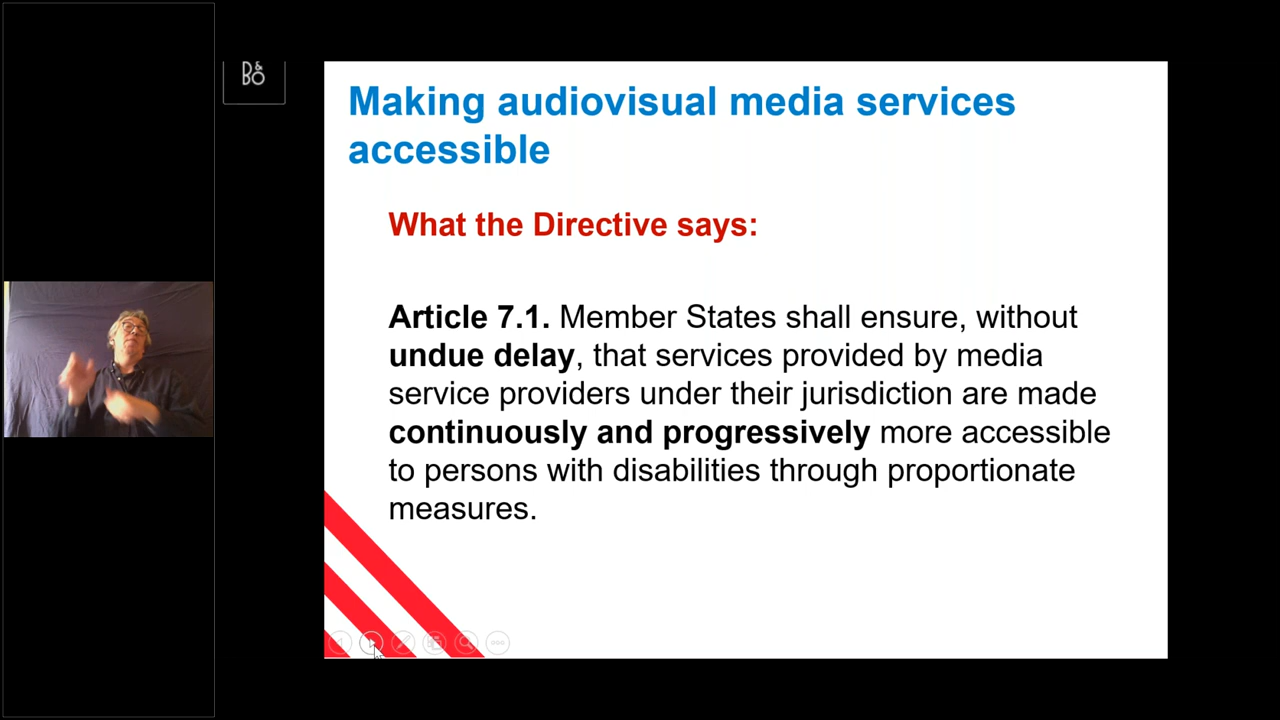 B&
BO
Making audiovisual media services
accessible
What the Directive says:
Article 7.1. Member States shall ensure, without
undue delay, that services provided by media
service providers under their jurisdiction are made
continuously and progressively more accessible
to persons with disabilities through proportionate
measures.